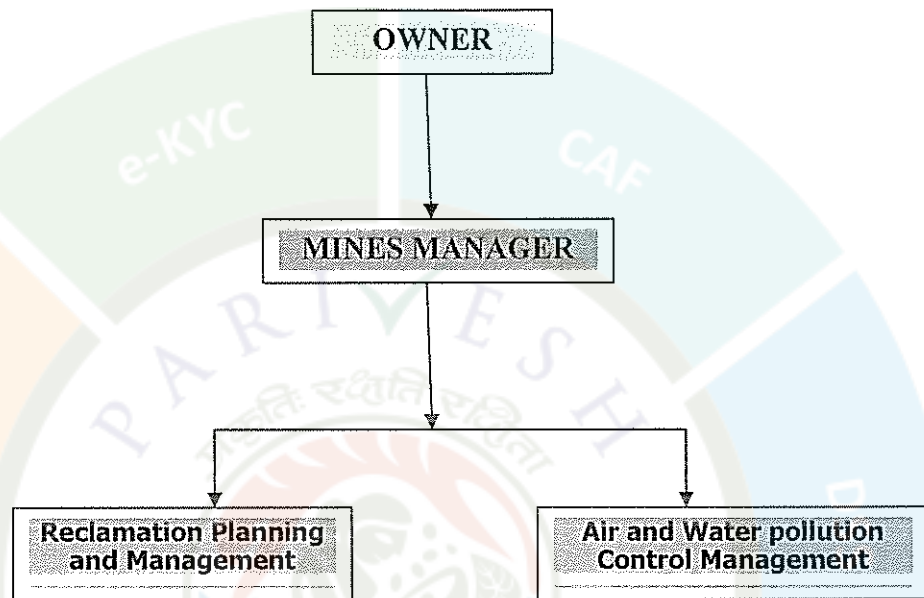 OWNER
e-KYC
CAF
MINES MANAGER
PARIVESH
Reclamation Planning
and Management
Air and Water pollution
Control Management